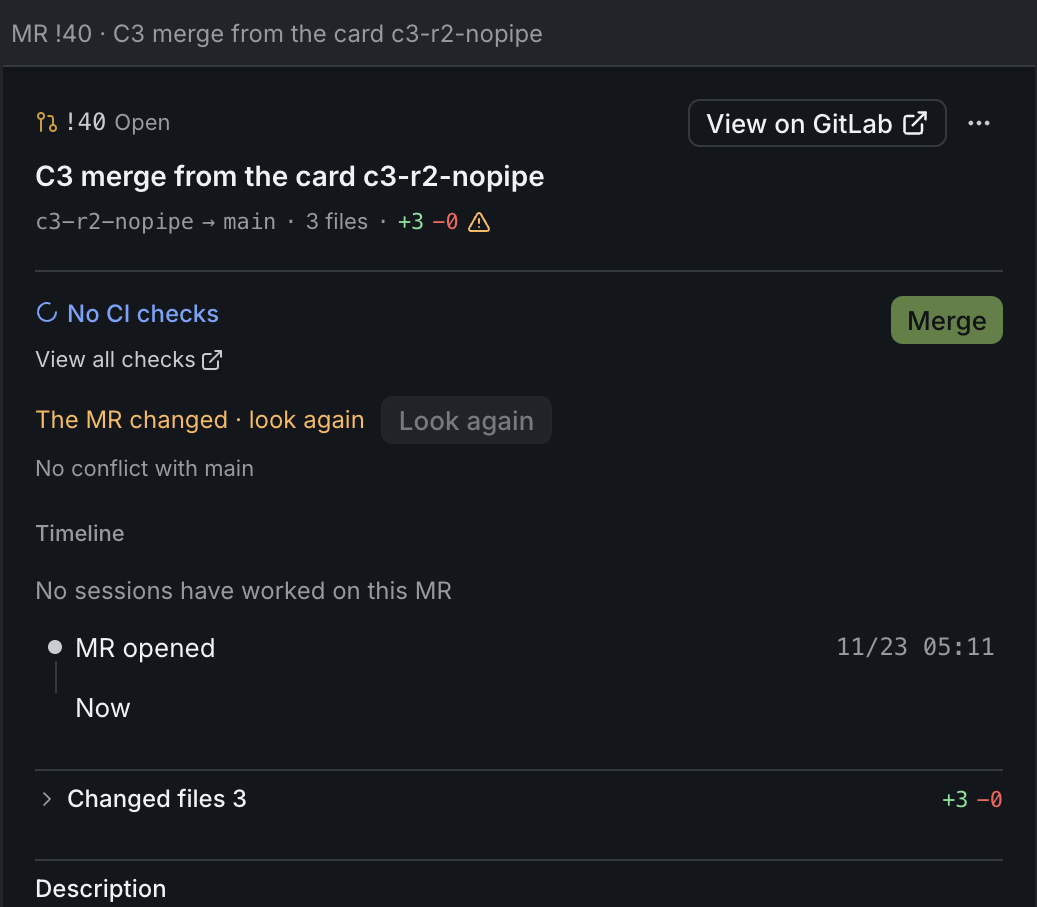 MR !40 · C3 merge from the card c3-r2-nopipe
!40 Open
View on GitLab
C3 merge from the card c3-r2-nopipe
c3-r2-nopipe → main · 3 files · +3 −0
No CI checks
Merge
View all checks
The MR changed · look again
Look again
No conflict with main
Timeline
No sessions have worked on this MR
MR opened
11/23 05:11
Now
Changed files 3
+3 −0
Description